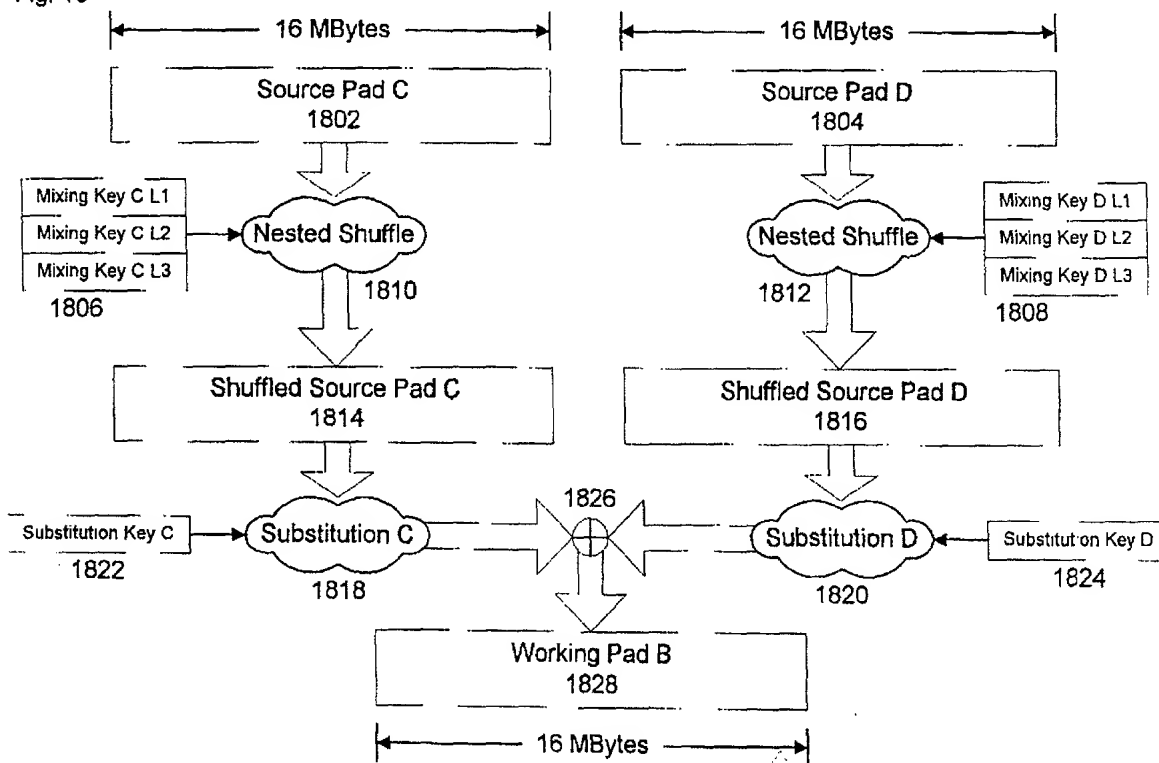 16 MBytes 16 MBytes
Source Pad C Source Pad D
1802 1804
Mixing Key C L1 Mixing Key D L1
Mixing Key C L2 Nested Shuffle Nested Shuffle Mixing Key D L2
Mixing Key C L3 Mixing Key D L3
1806 1810 1812 1808
Shuffled Source Pad C Shuffled Source Pad D
1814 1816
1826
Substitution Key C Substitution C Substitution D Substitution Key D
1822 1818 1820 1824
Working Pad B
1828
16 MBytes